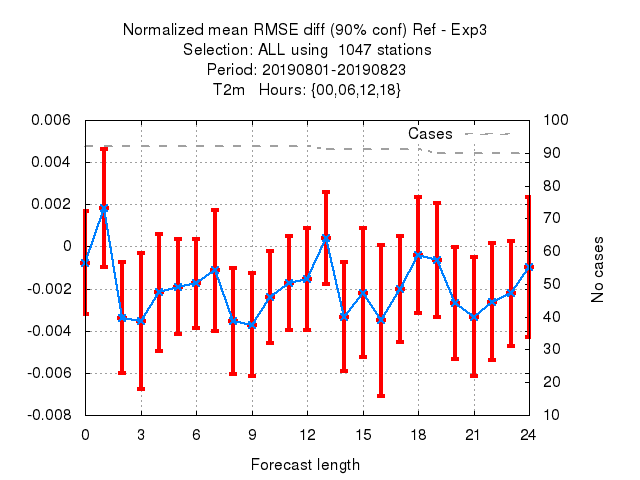 Normalized mean RMSE diff (90% conf) Ref - Exp3
Selection: ALL using 1047 stations
Period: 20190801-20190823
T2m Hours: {00,06,12,18}
Cases
0.006
0.004
0.002
0
-0.002
-0.004
-0.006
-0.008
100
90
80
70
60
50
40
30
20
10
No cases
0 3 6 9 12 15 18 21 24
Forecast length